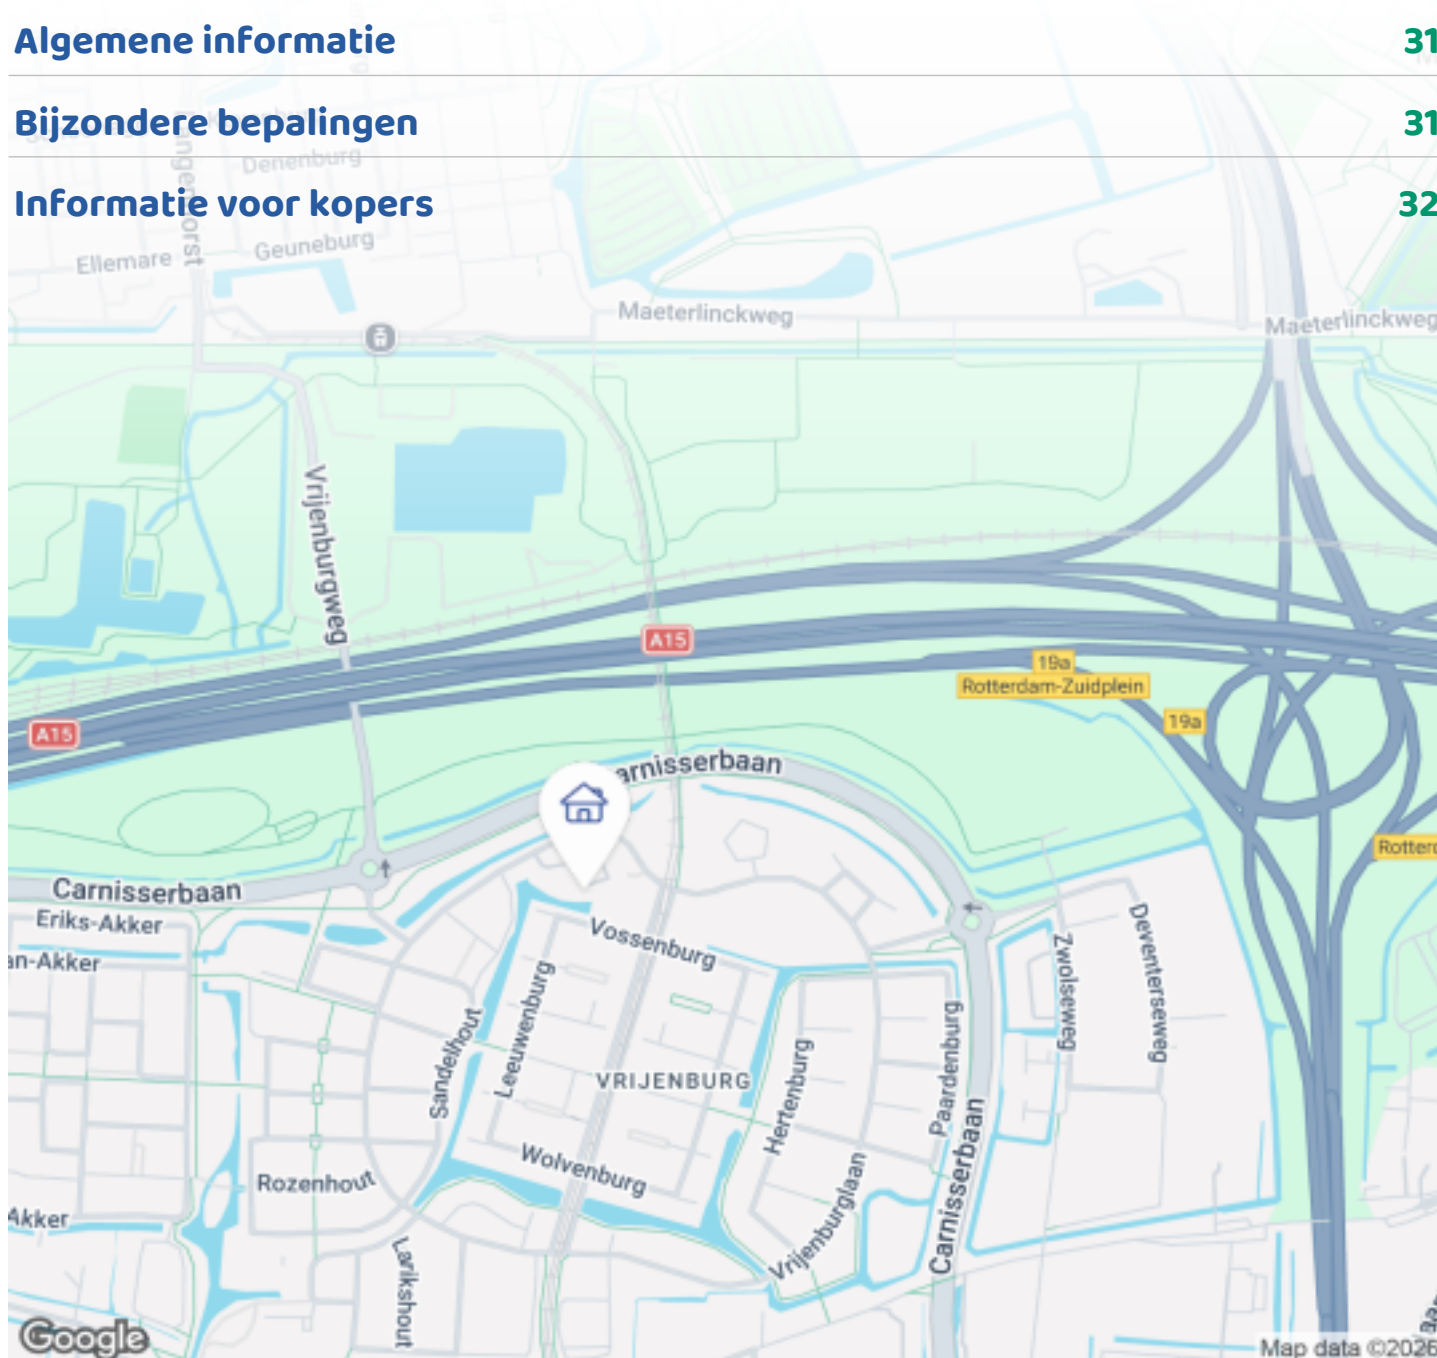 Algemene informatie 31
Bijzondere bepalingen 31
Denenburg
Langenhorst
Informatie voor kopers 32
Geuneburg
Ellemare
Maeterlinckweg
Maeterlinckweg
Vrijenburgweg
A15
19a
Rotterdam-Zuidplein
19a
A15
arnisserbaan
Rotter
Carnisserbaan
Eriks-Akker
an-Akker
Vossenburg
Deventerseweg
Zwolseweg
Leeuwenburg
Sandelhout
Paardenburg
Hertenburg
VRIJENBURG
Wolvenburg
Rozenhout
Akker
Vrijenburglaan
Carnisserbaan
Larikshout
Google
Map data ©2026